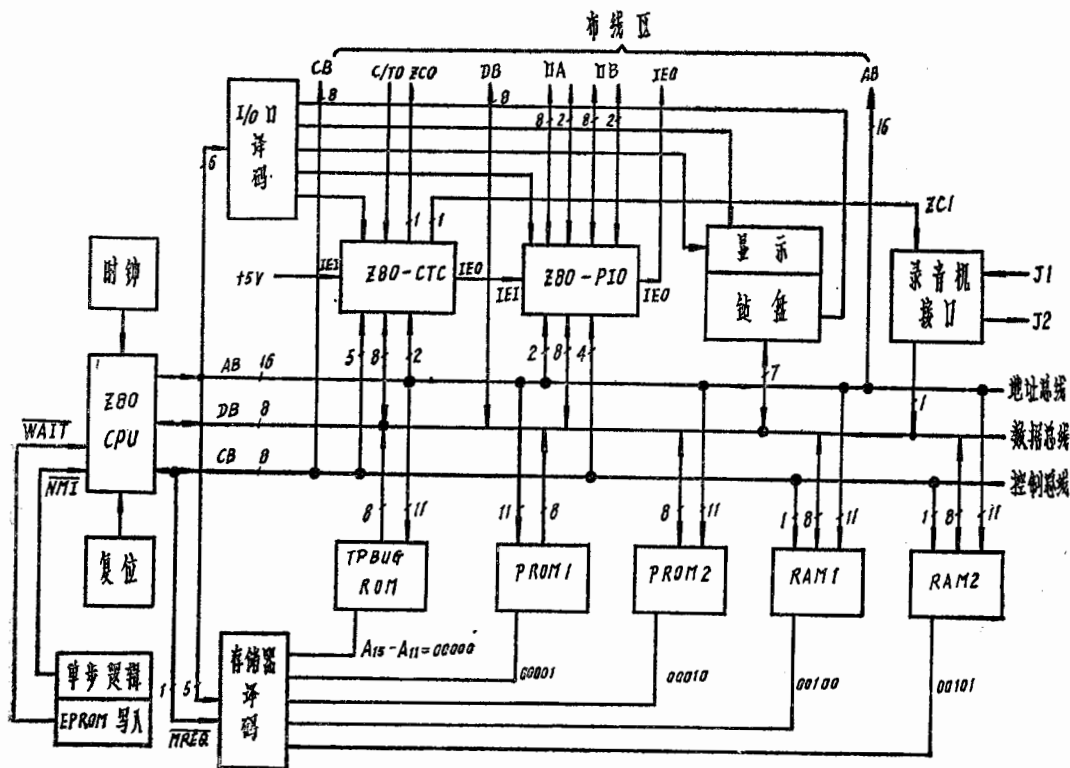 布线区
CB
C/TO
ZCO
DB
ПA
ПB
IEO
AB
8
8
8
2
8
2
16
I/O口
译
码
6
1
1
ZC1
时钟
+5V
IEI
Z80-CTC
IEO
IEI
Z80-PIO
IEO
显示
键盘
录音机
接口
J1
J2
5
8
2
2
8
4
7
1
Z80
CPU
AB
16
地址总线
DB
8
数据总线
CB
8
控制总线
WAIT
NMI
复位
8
11
11
8
8
11
1
8
11
1
8
11
TPBUG
ROM
PROM1
PROM2
RAM1
RAM2
单步逻辑
EPROM 写入
1
5
MREQ
存储器
译
码
A15-A11=00000
00001
00010
00100
00101